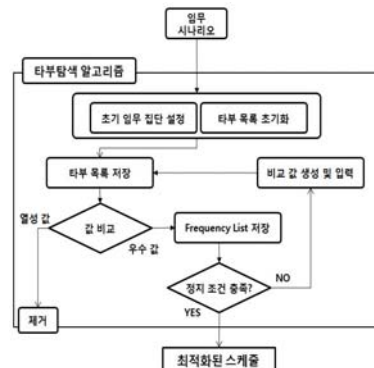 임무
시나리오
타부탐색 알고리즘
초기 임무 집단 설정
타부 목록 초기화
타부 목록 저장
비교 값 생성 및 입력
열성 값
값 비교
우수 값
Frequency List 저장
정지 조건 충족?
NO
YES
제거
최적화된 스케줄